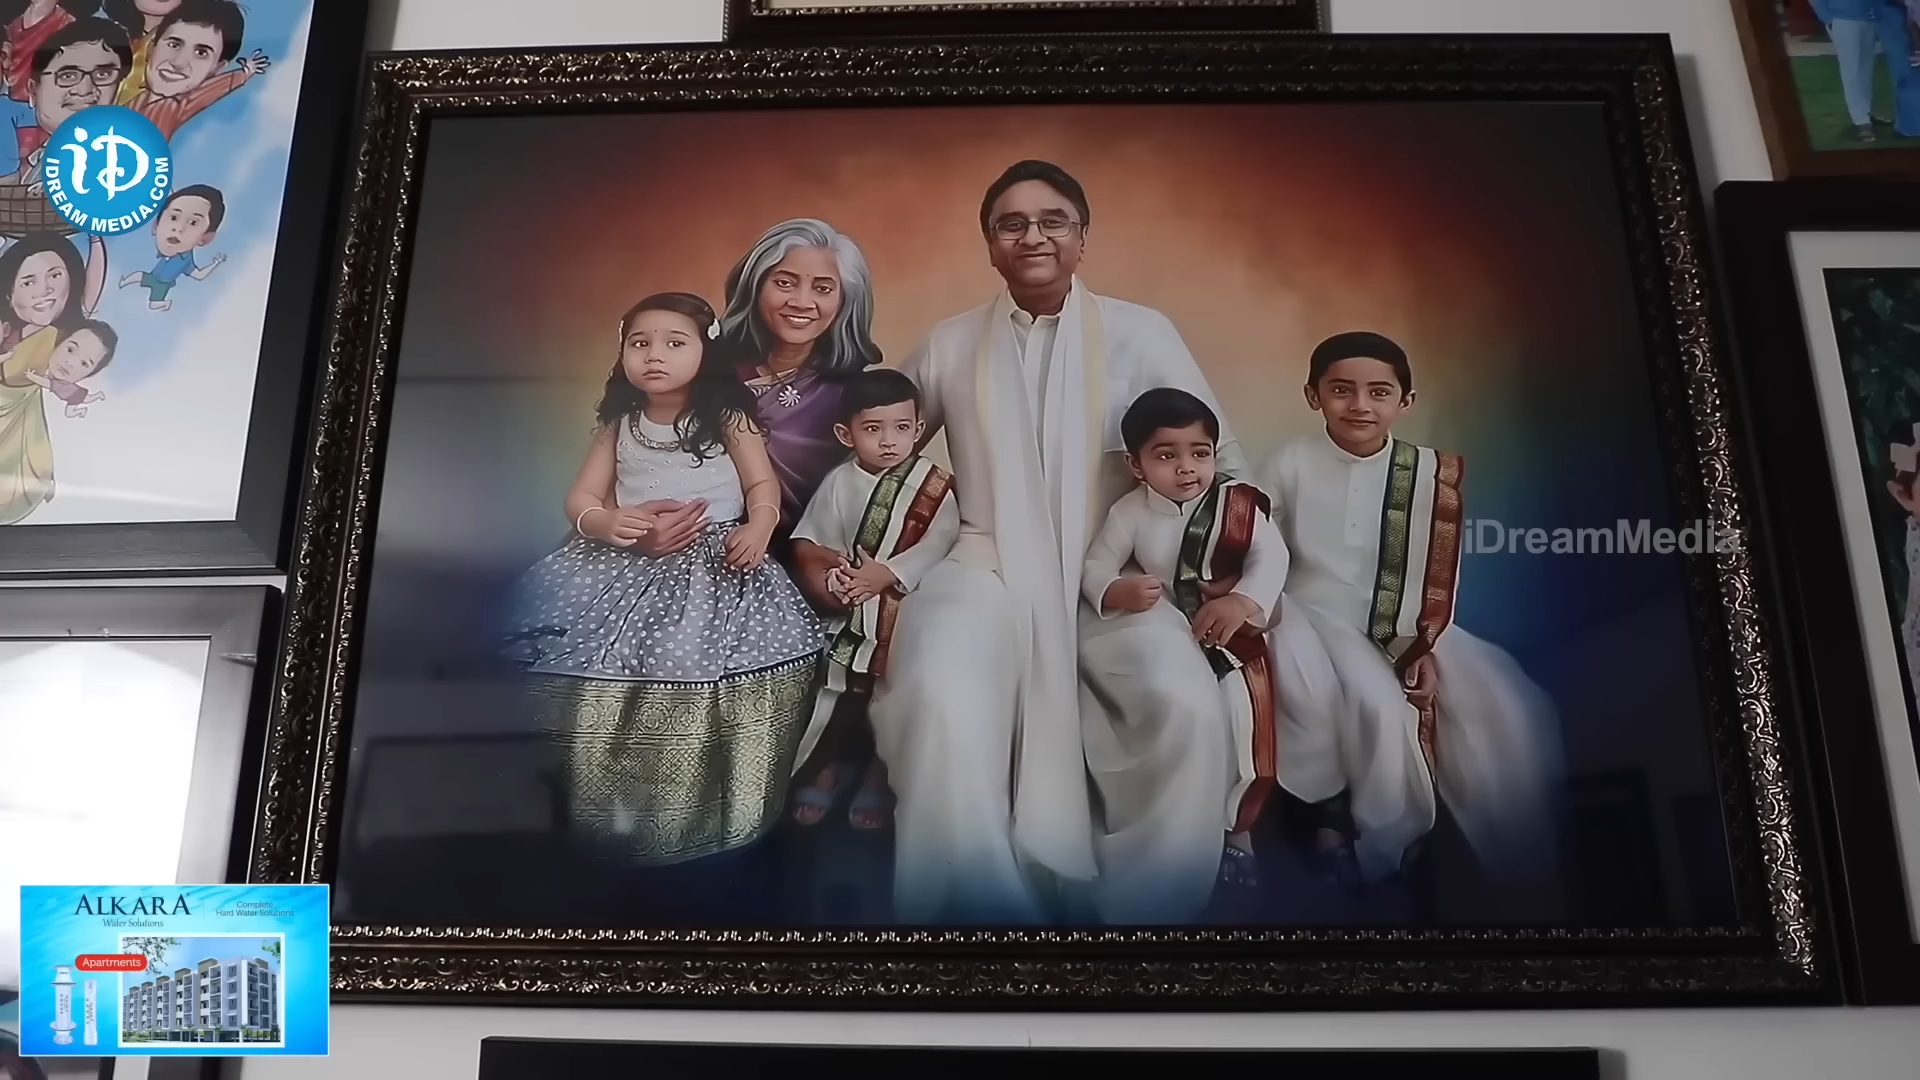 iD
IDREAM MEDIA.COM
iDreamMedia
ALKARA
Water Solutions
Complete
Hard Water Solutions
Apartments